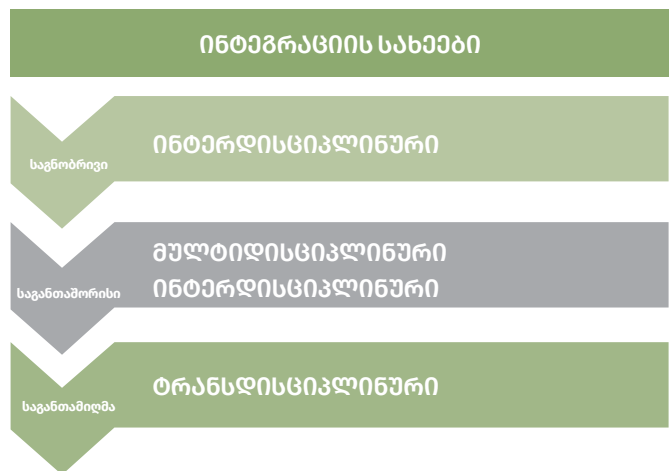 ინტეგრაციის სახეები
საგნობრივი
ინტერდისციპლინური
საგანთაშორისი
მულტიდისციპლინური
ინტერდისციპლინური
საგანთამიღმა
ტრანსდისციპლინური